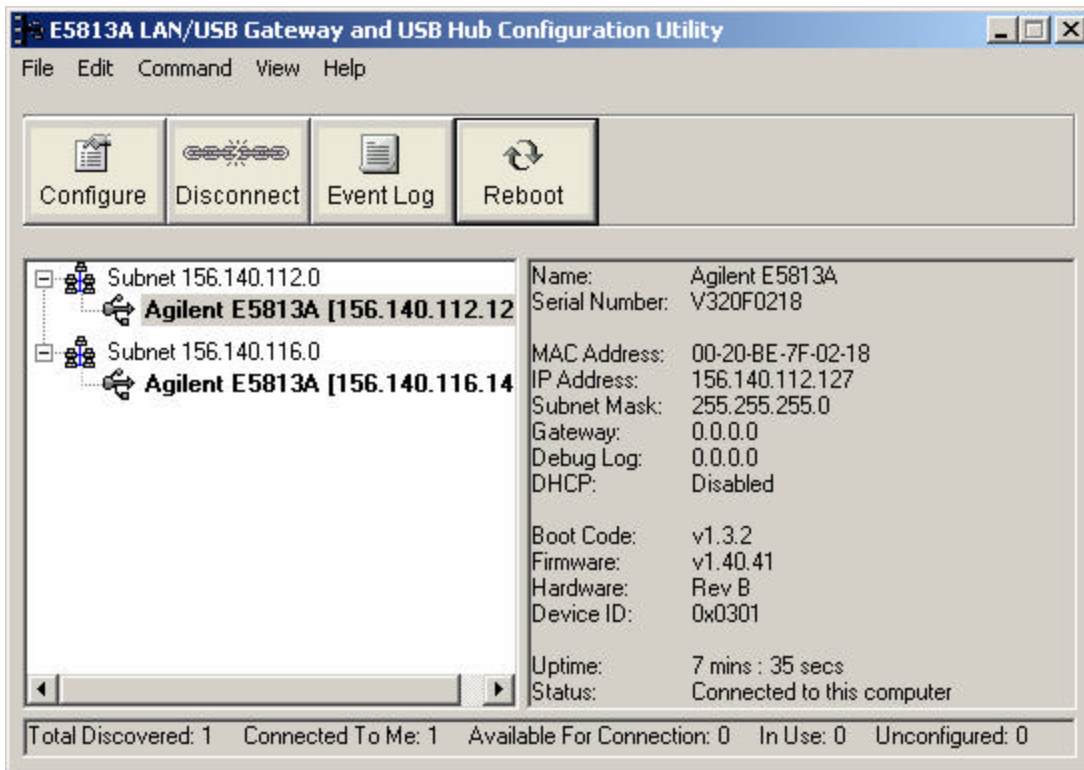 E5813A LAN/USB Gateway and USB Hub Configuration Utility
File Edit Command View Help
Configure Disconnect Event Log Reboot
Subnet 156.140.112.0
Agilent E5813A [156.140.112.12
Subnet 156.140.116.0
Agilent E5813A [156.140.116.14
Name: Agilent E5813A
Serial Number: V320F0218
MAC Address: 00-20-BE-7F-02-18
IP Address: 156.140.112.127
Subnet Mask: 255.255.255.0
Gateway: 0.0.0.0
Debug Log: 0.0.0.0
DHCP: Disabled
Boot Code: v1.3.2
Firmware: v1.40.41
Hardware: Rev B
Device ID: 0x0301
Uptime: 7 mins : 35 secs
Status: Connected to this computer
Total Discovered: 1 Connected To Me: 1 Available For Connection: 0 In Use: 0 Unconfigured: 0